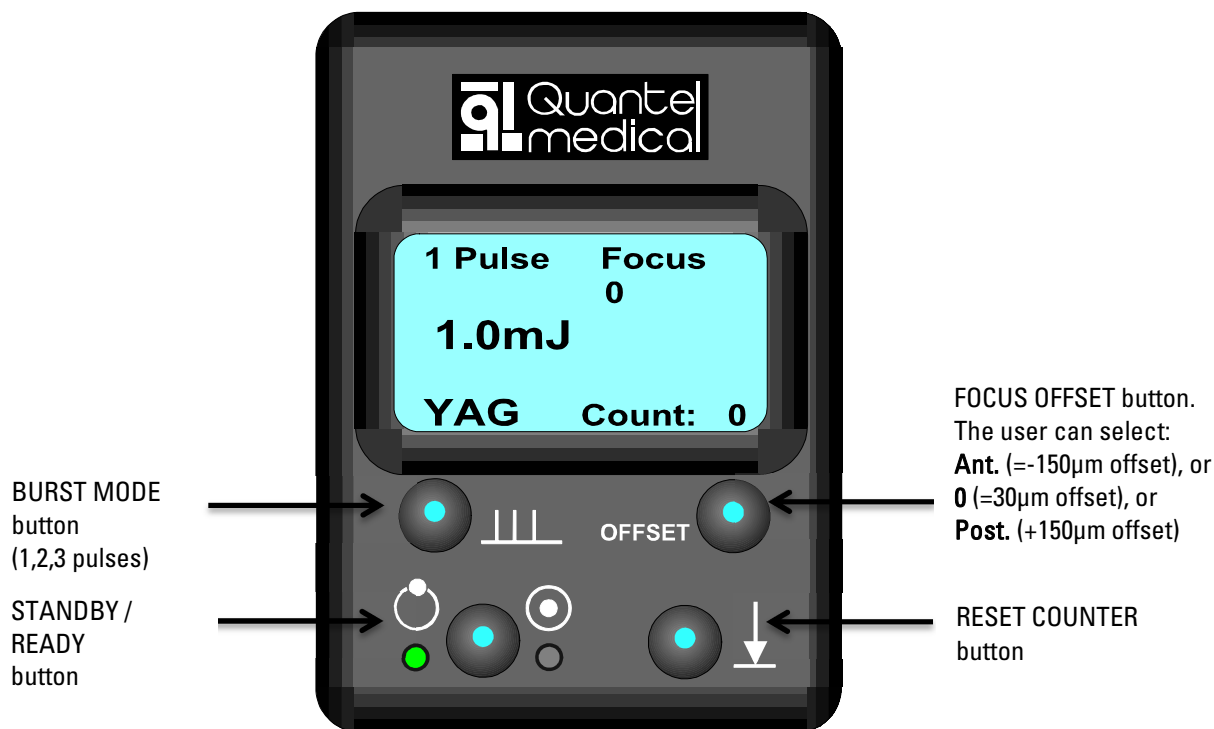 Quantel
medical
1 Pulse Focus
0
1.0mJ
YAG Count: 0
BURST MODE
button
(1,2,3 pulses)
OFFSET
FOCUS OFFSET button.
The user can select:
Ant. (=-150µm offset), or
0 (=30µm offset), or
Post. (+150µm offset)
STANDBY /
READY
button
RESET COUNTER
button